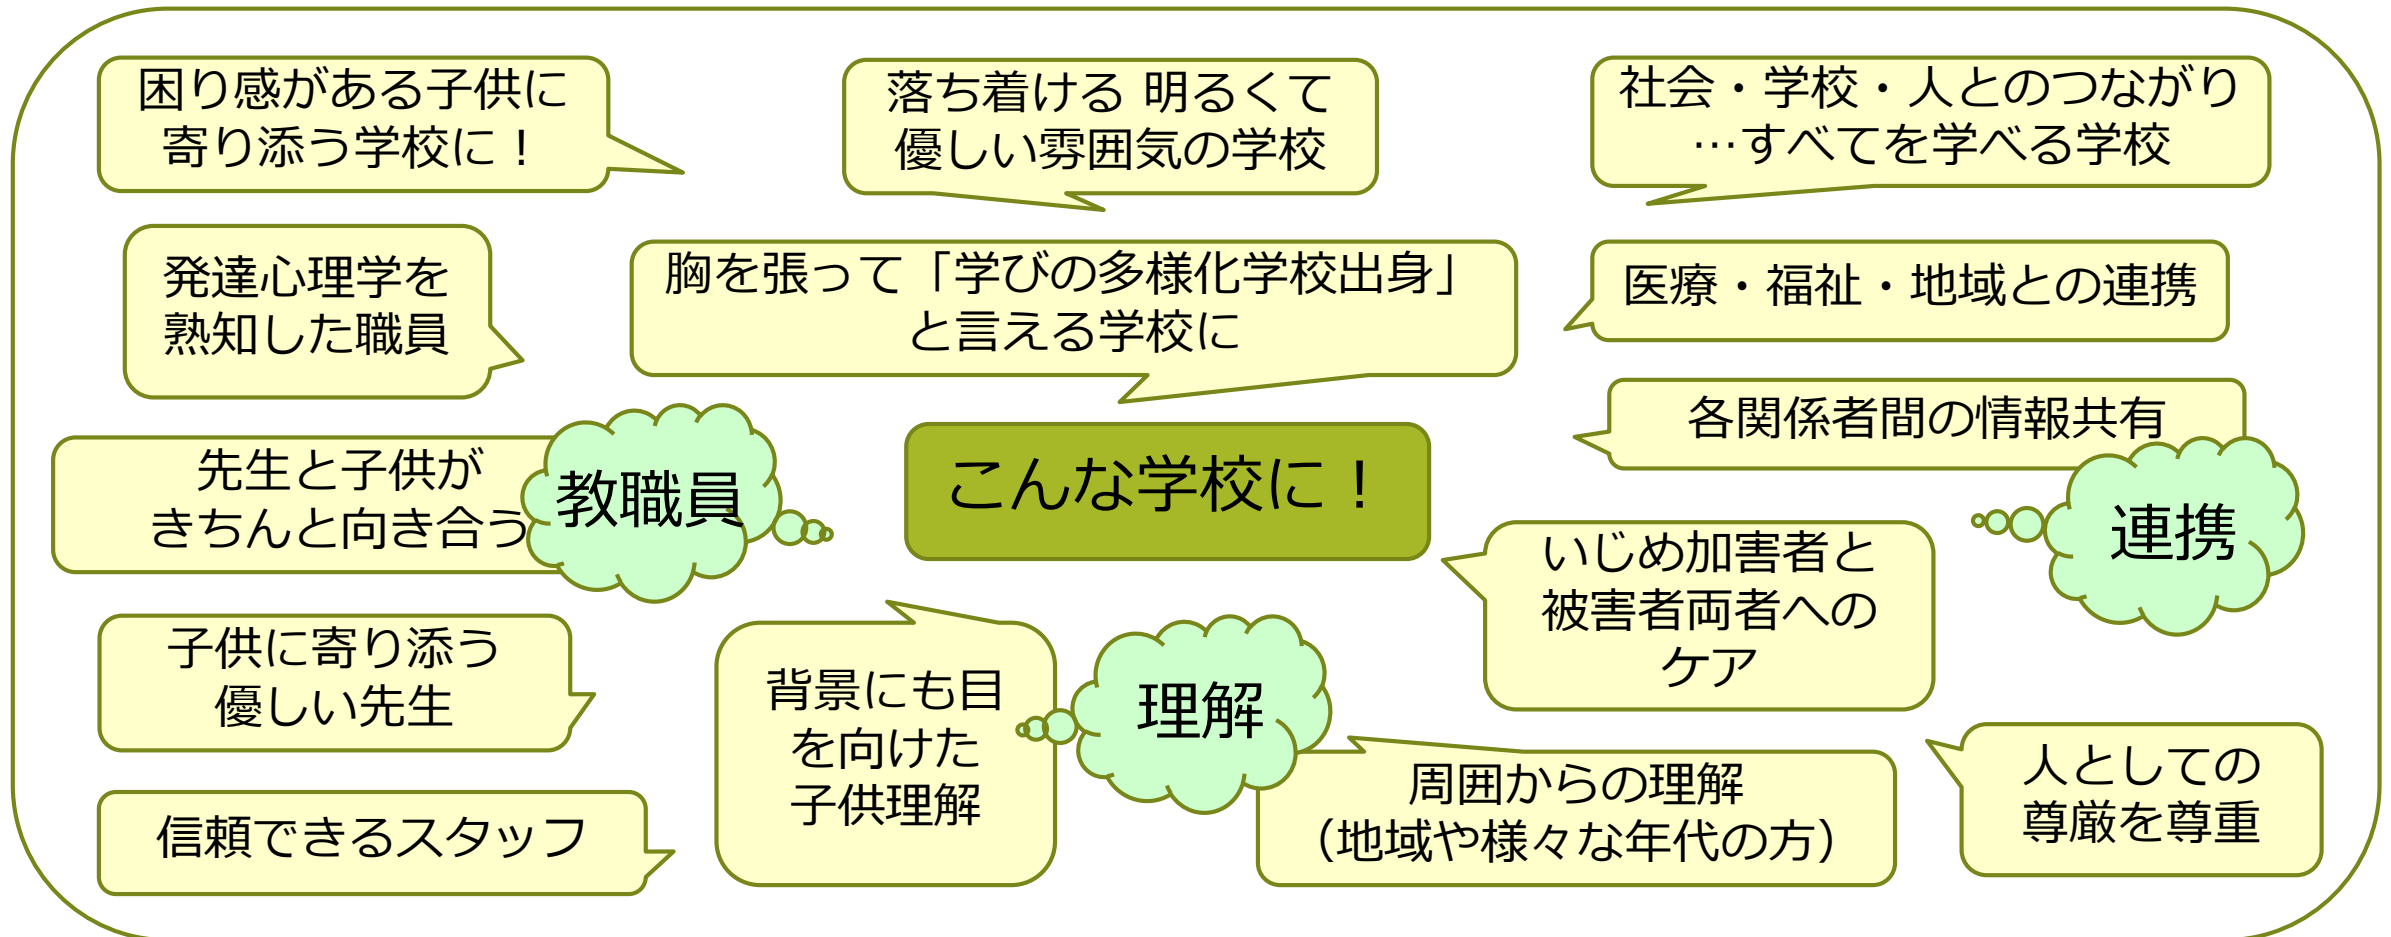 困り感がある子供に
寄り添う学校に！
落ち着ける 明るくて
優しい雰囲気の学校
社会・学校・人とのつながり
…すべてを学べる学校
発達心理学を
熟知した職員
胸を張って「学びの多様化学校出身」
と言える学校に
医療・福祉・地域との連携
各関係者間の情報共有
先生と子供が
きちんと向き合う
教職員
こんな学校に！
連携
いじめ加害者と
被害者両者への
ケア
子供に寄り添う
優しい先生
背景にも目
を向けた
子供理解
理解
周囲からの理解
（地域や様々な年代の方）
人としての
尊厳を尊重
信頼できるスタッフ